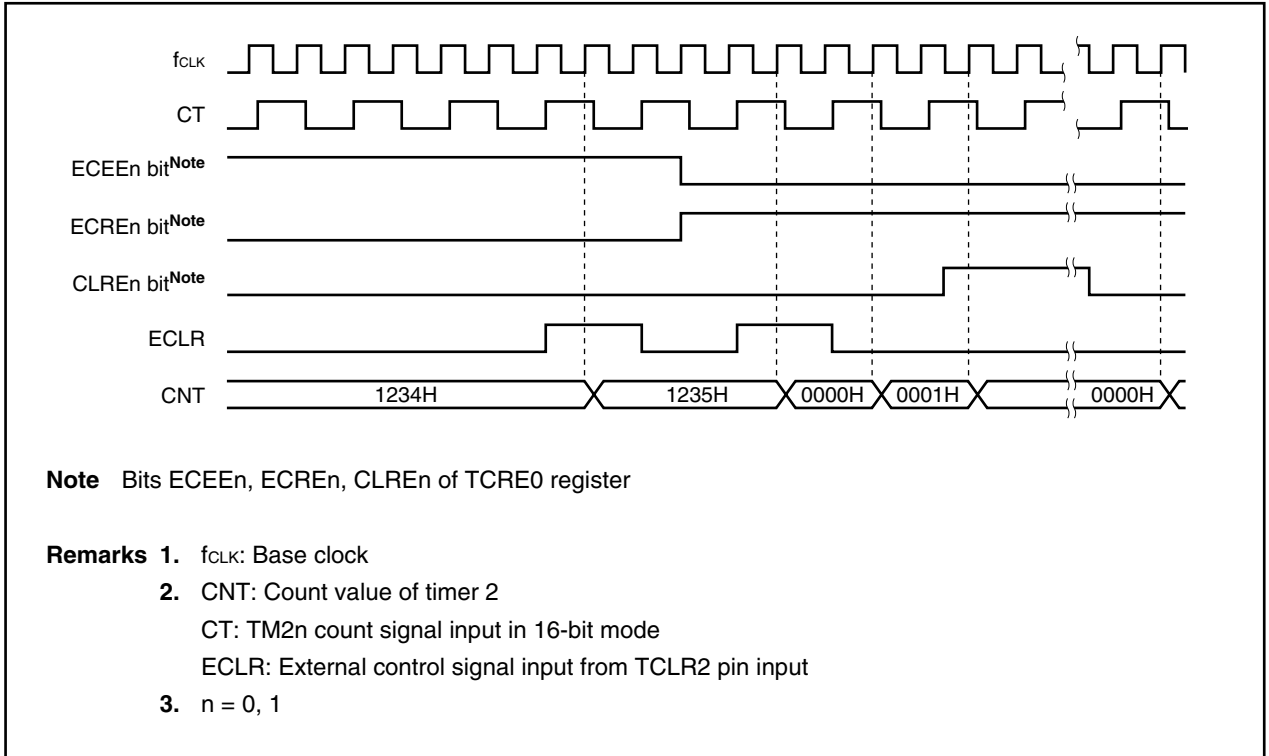 fCLK
CT
ECEEn bitNote
ECREn bitNote
CLREn bitNote
ECLR
CNT 1234H 1235H 0000H 0001H 0000H
Note Bits ECEEn, ECREn, CLREn of TCRE0 register
Remarks 1. fCLK: Base clock
2. CNT: Count value of timer 2
CT: TM2n count signal input in 16-bit mode
ECLR: External control signal input from TCLR2 pin input
3. n = 0, 1